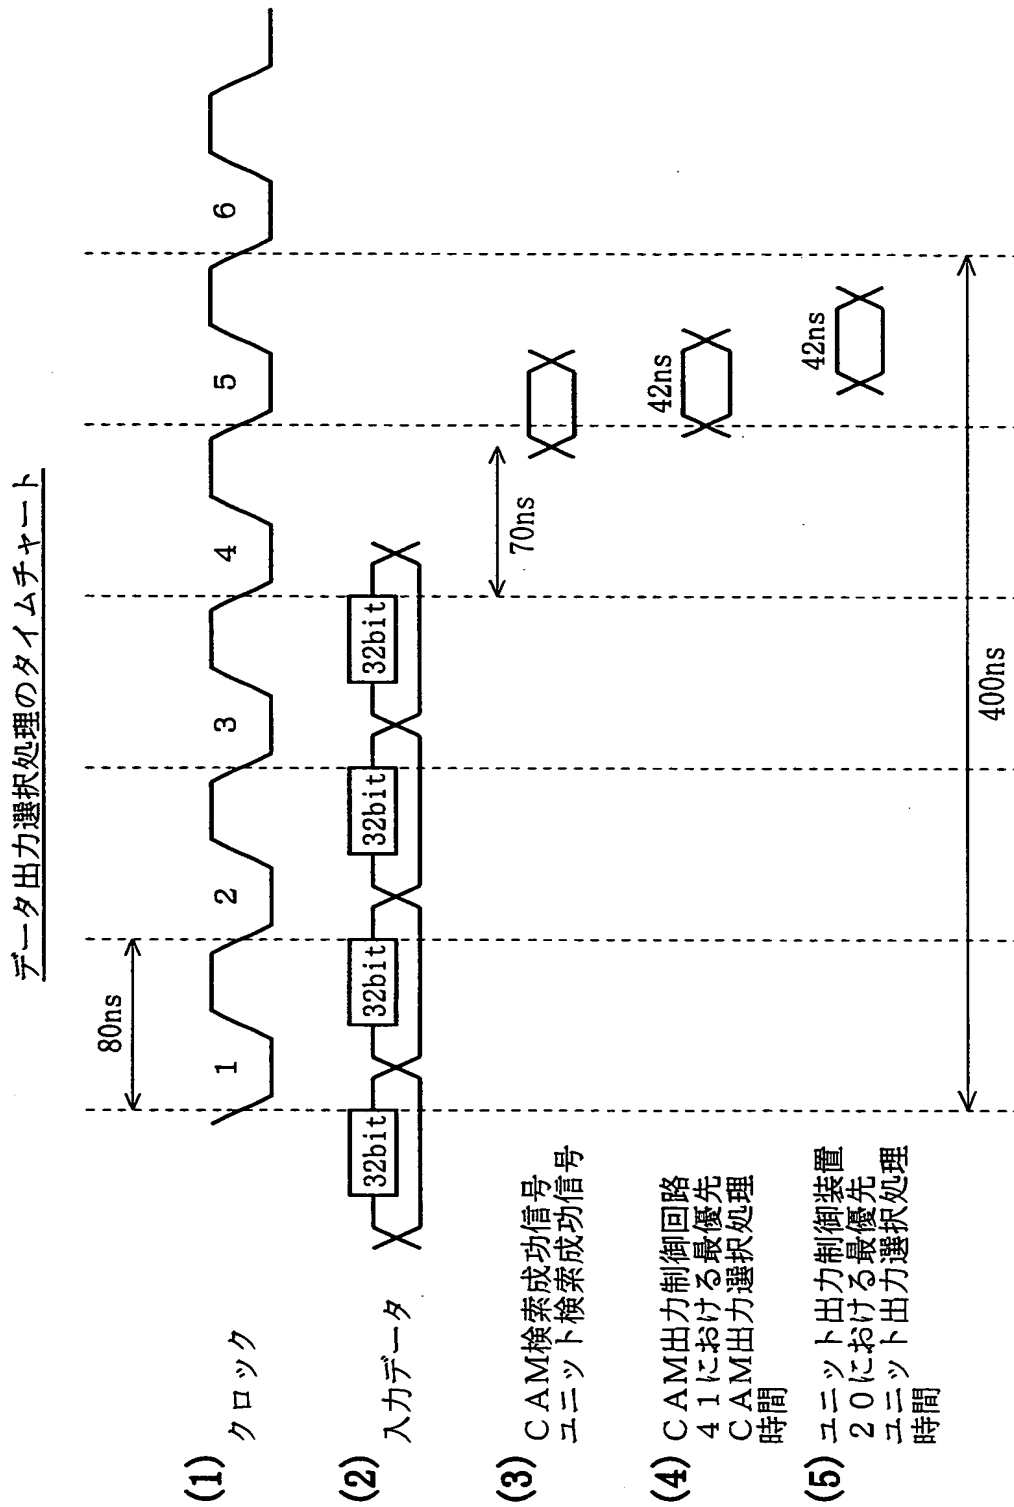 データ出力選択処理のタイムチャート
(1) クロック
1 2 3 4 5 6
80ns
(2) 入力データ
32bit 32bit 32bit 32bit
(3) CAM検索成功信号
ユニット検索成功信号
70ns
(4) CAM出力制御回路
41における最優先
CAM出力選択処理
時間
42ns
(5) ユニット出力制御装置
20における最優先
ユニット出力選択処理
時間
42ns
400ns